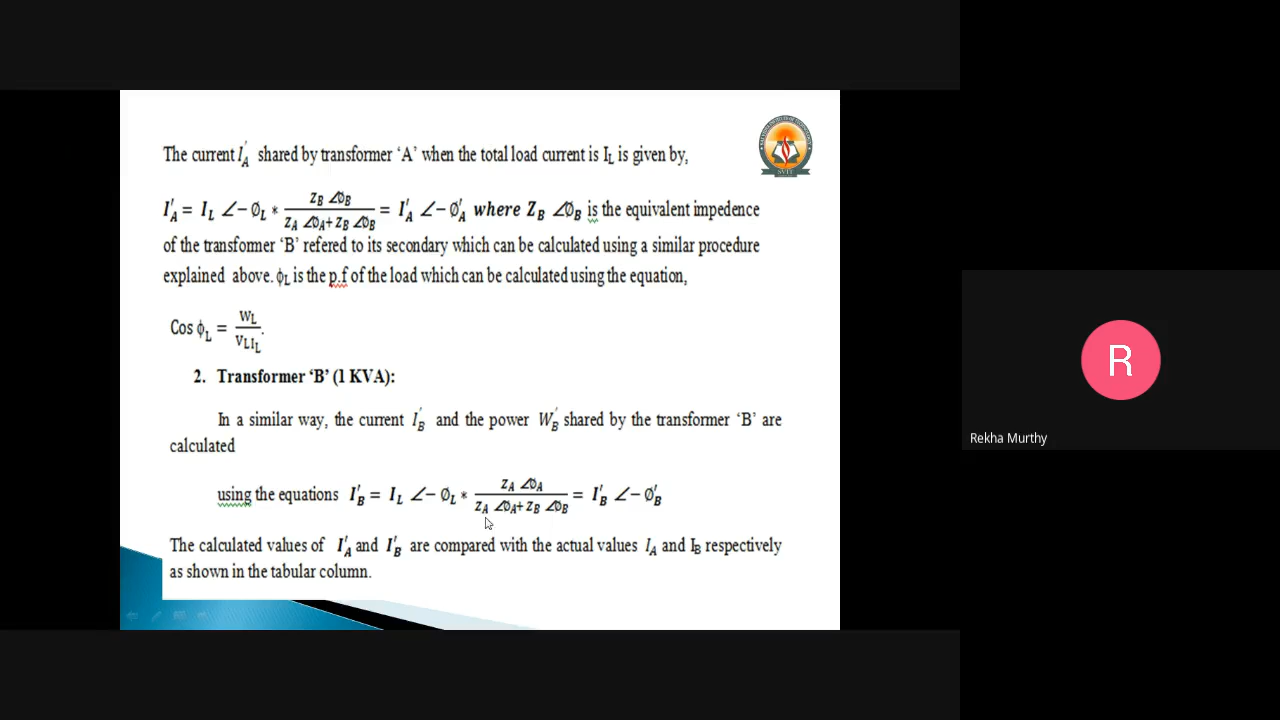 The current I'A shared by transformer ‘A’ when the total load current is IL is given by,
I'A = IL ∠− ∅L * ZB ∠∅B / ZA ∠∅A+ ZB ∠∅B = I'A ∠− ∅'A where ZB ∠∅B is the equivalent impedence
of the transformer ‘B’ refered to its secondary which can be calculated using a similar procedure
explained above. ϕL is the p.f of the load which can be calculated using the equation,
Cos ϕL = WL / VLIL.
2. Transformer ‘B’ (1 KVA):
In a similar way, the current I'B and the power W'B shared by the transformer ‘B’ are
calculated
using the equations I'B = IL ∠− ∅L * ZA ∠∅A / ZA ∠∅A+ ZB ∠∅B = I'B ∠− ∅'B
The calculated values of I'A and I'B are compared with the actual values IA and IB respectively
as shown in the tabular column.
SVIT
R
Rekha Murthy